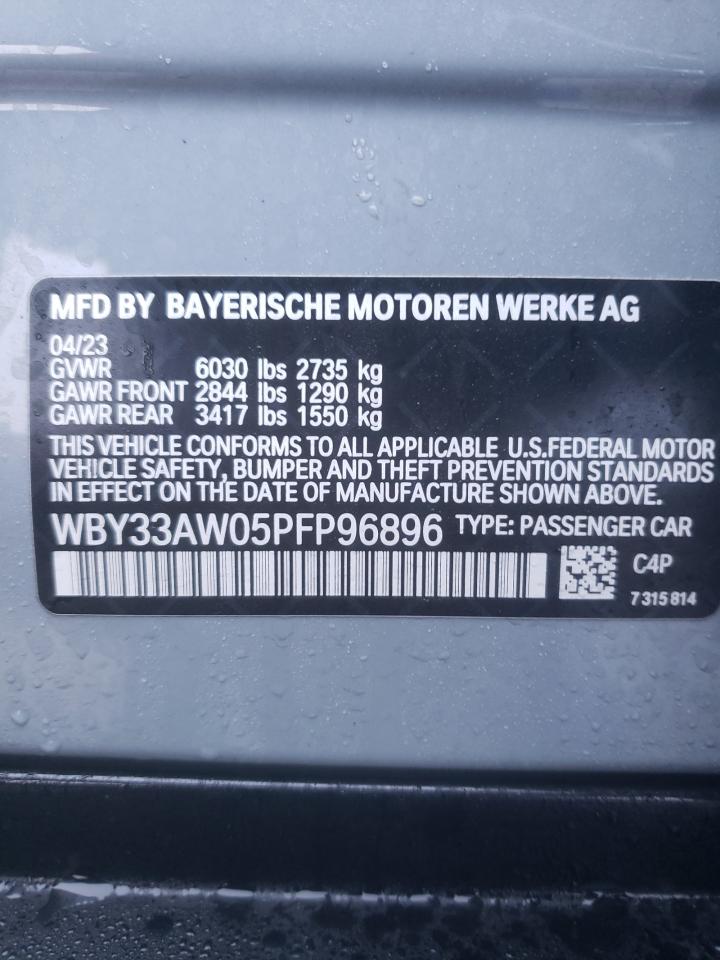 MFD BY BAYERISCHE MOTOREN WERKE AG
04/23
GVWR 6030 lbs 2735 kg
GAWR FRONT 2844 lbs 1290 kg
GAWR REAR 3417 lbs 1550 kg
THIS VEHICLE CONFORMS TO ALL APPLICABLE U.S.FEDERAL MOTOR
VEHICLE SAFETY, BUMPER AND THEFT PREVENTION STANDARDS
IN EFFECT ON THE DATE OF MANUFACTURE SHOWN ABOVE.
WBY33AW05PFP96896 TYPE: PASSENGER CAR
C4P
7 315 814